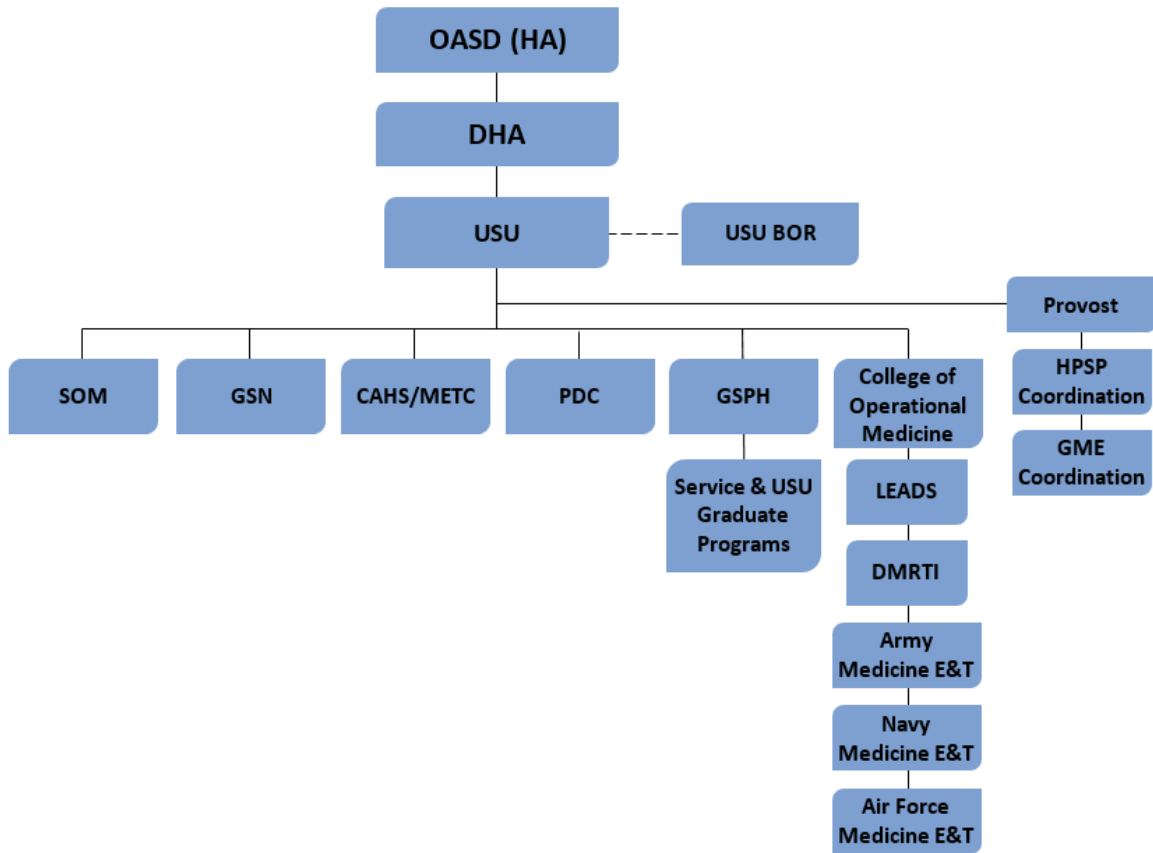 OASD (HA)
DHA
USU
USU BOR
Provost
SOM
GSN
CAHS/METC
PDC
GSPH
College of
Operational
Medicine
HPSP
Coordination
GME
Coordination
Service & USU
Graduate
Programs
LEADS
DMRTI
Army
Medicine E&T
Navy
Medicine E&T
Air Force
Medicine E&T